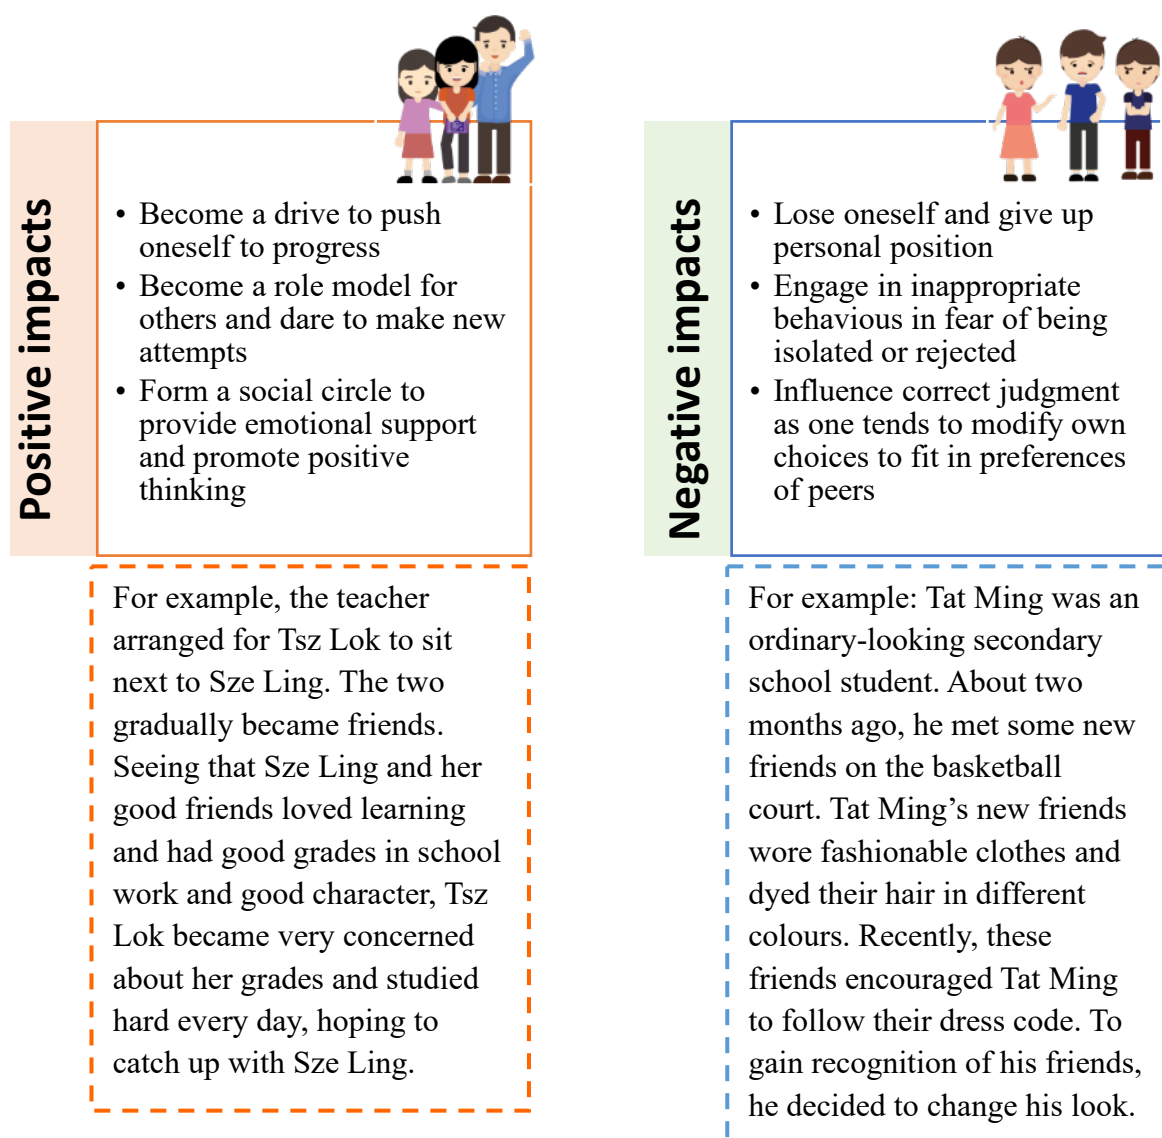 Positive impacts
• Become a drive to push
oneself to progress
• Become a role model for
others and dare to make new
attempts
• Form a social circle to
provide emotional support
and promote positive
thinking
For example, the teacher
arranged for Tsz Lok to sit
next to Sze Ling. The two
gradually became friends.
Seeing that Sze Ling and her
good friends loved learning
and had good grades in school
work and good character, Tsz
Lok became very concerned
about her grades and studied
hard every day, hoping to
catch up with Sze Ling.
Negative impacts
• Lose oneself and give up
personal position
• Engage in inappropriate
behavious in fear of being
isolated or rejected
• Influence correct judgment
as one tends to modify own
choices to fit in preferences
of peers
For example: Tat Ming was an
ordinary-looking secondary
school student. About two
months ago, he met some new
friends on the basketball
court. Tat Ming’s new friends
wore fashionable clothes and
dyed their hair in different
colours. Recently, these
friends encouraged Tat Ming
to follow their dress code. To
gain recognition of his friends,
he decided to change his look.